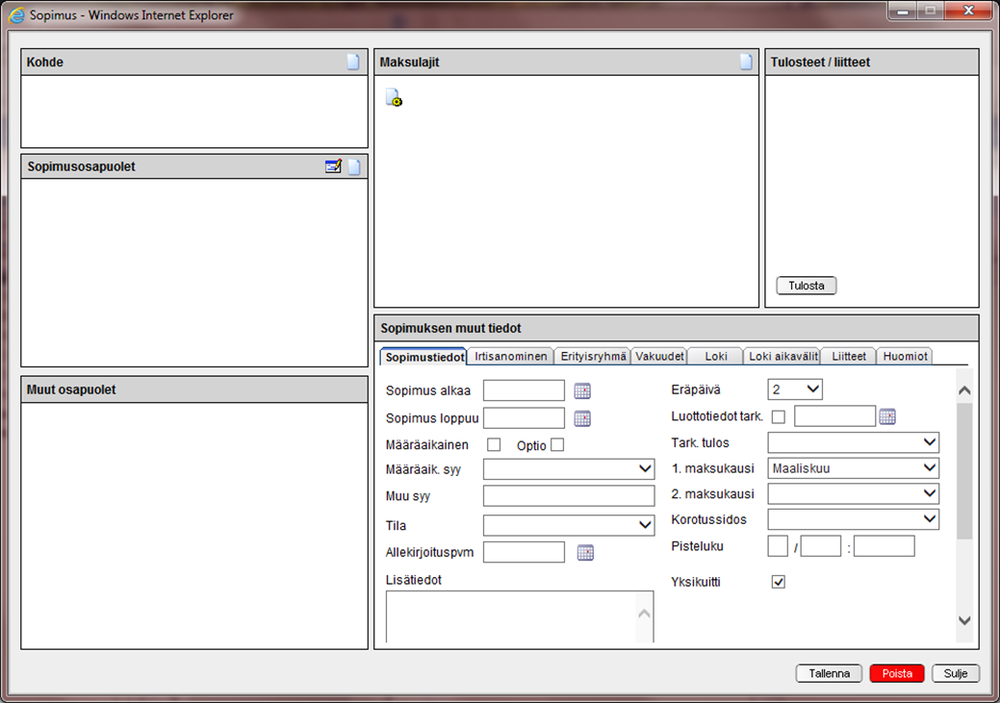 Sopimus - Windows Internet Explorer
Kohde
Sopimusosapuolet
Muut osapuolet
Maksulajit
Tulosteet / liitteet
Tulosta
Sopimuksen muut tiedot
Sopimustiedot Irtisanominen Erityisryhmä Vakuudet Loki Loki aikavälit Liitteet Huomiot
Sopimus alkaa
Sopimus loppuu
Määräaikainen Optio
Määräaik. syy
Muu syy
Tila
Allekirjoituspvm
Lisätiedot
Eräpäivä 2
Luottotiedot tark.
Tark. tulos
1. maksukausi Maaliskuu
2. maksukausi
Korotussidos
Pisteluku / :
Yksikuitti
Tallenna Poista Sulje